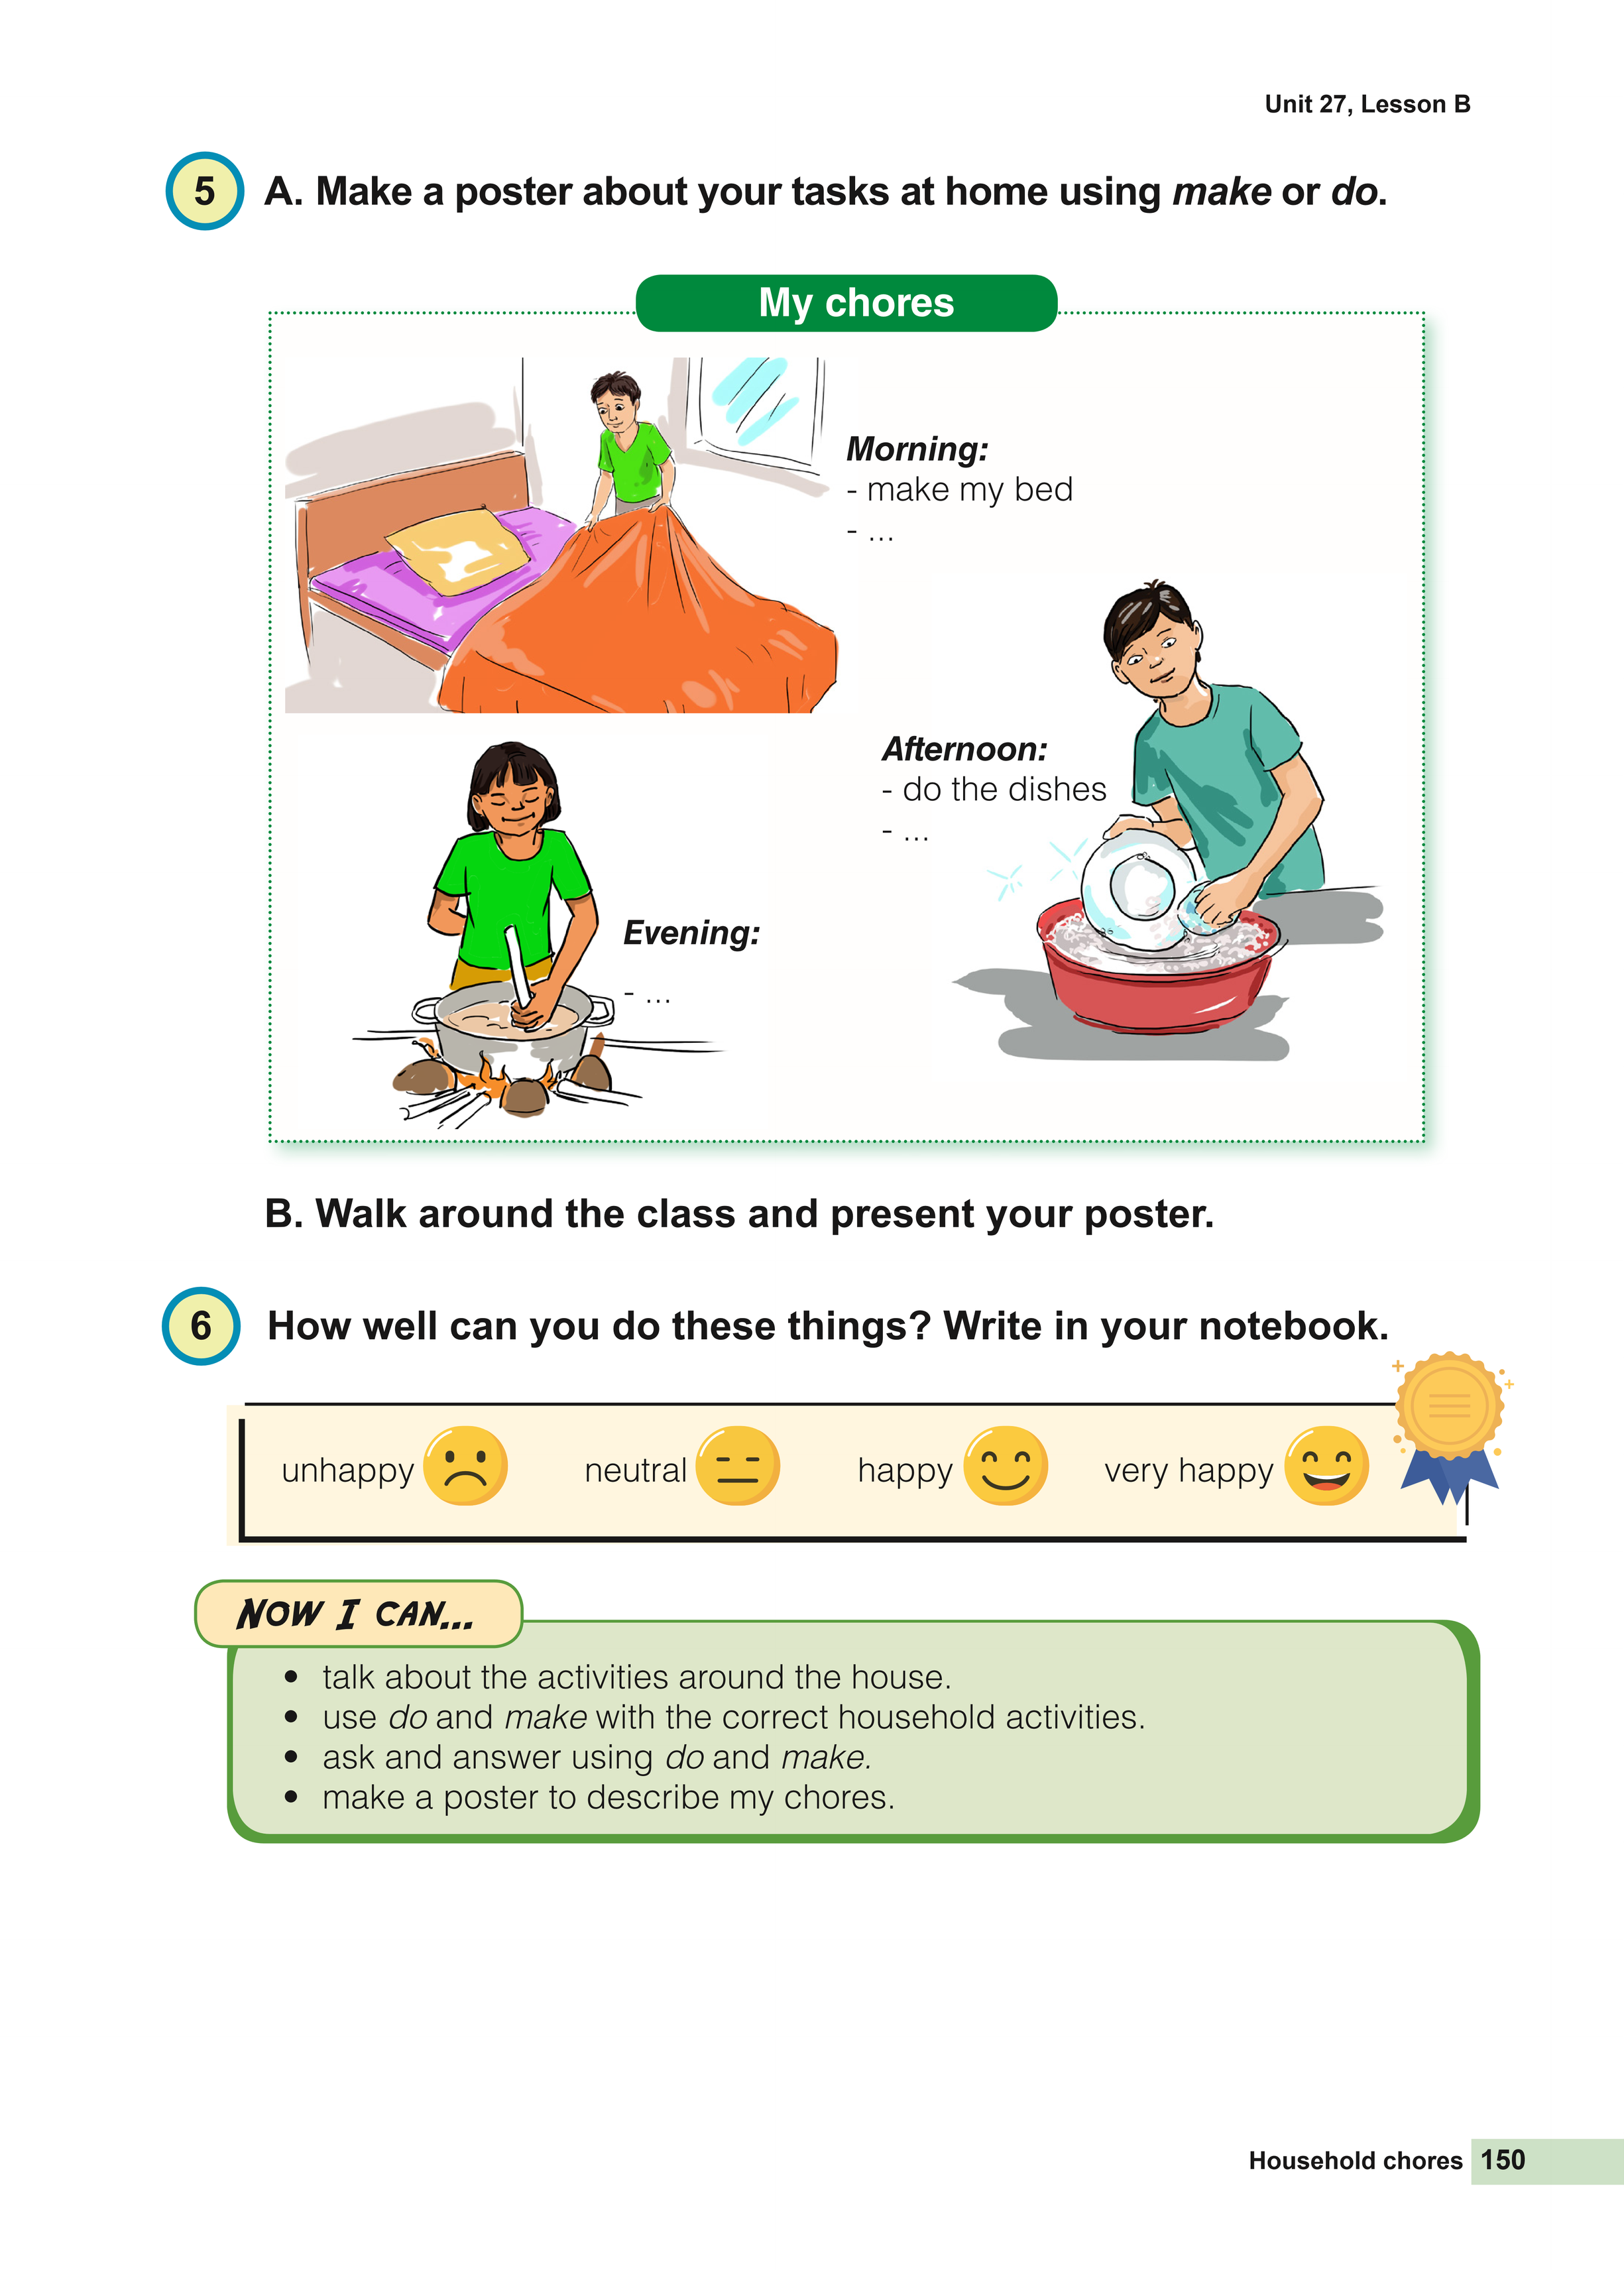 Unit 27, Lesson B
5
A. Make a poster about your tasks at home using make or do.
My chores
Morning:
- make my bed
- ...
Afternoon:
- do the dishes
- ...
Evening:
- ...
B. Walk around the class and present your poster.
6
How well can you do these things? Write in your notebook.
unhappy neutral happy very happy
NOW I CAN...
• talk about the activities around the house.
• use do and make with the correct household activities.
• ask and answer using do and make.
• make a poster to describe my chores.
Household chores 150